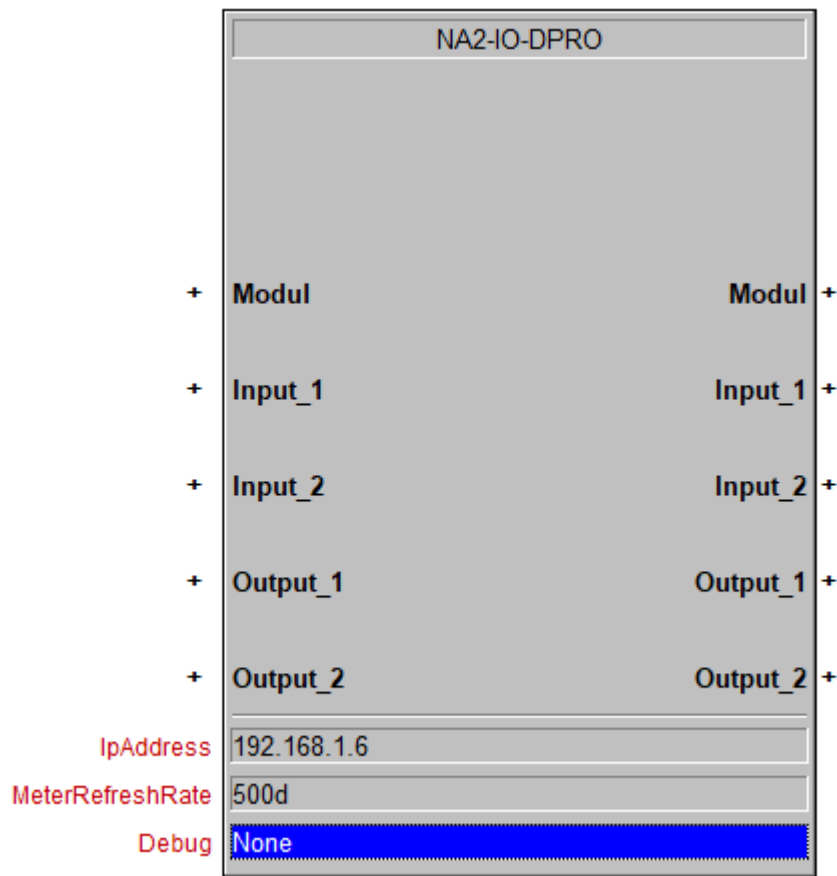 NA2-IO-DPRO
+ Modul Modul +
+ Input_1 Input_1 +
+ Input_2 Input_2 +
+ Output_1 Output_1 +
+ Output_2 Output_2 +
IpAddress 192.168.1.6
MeterRefreshRate 500d
Debug None